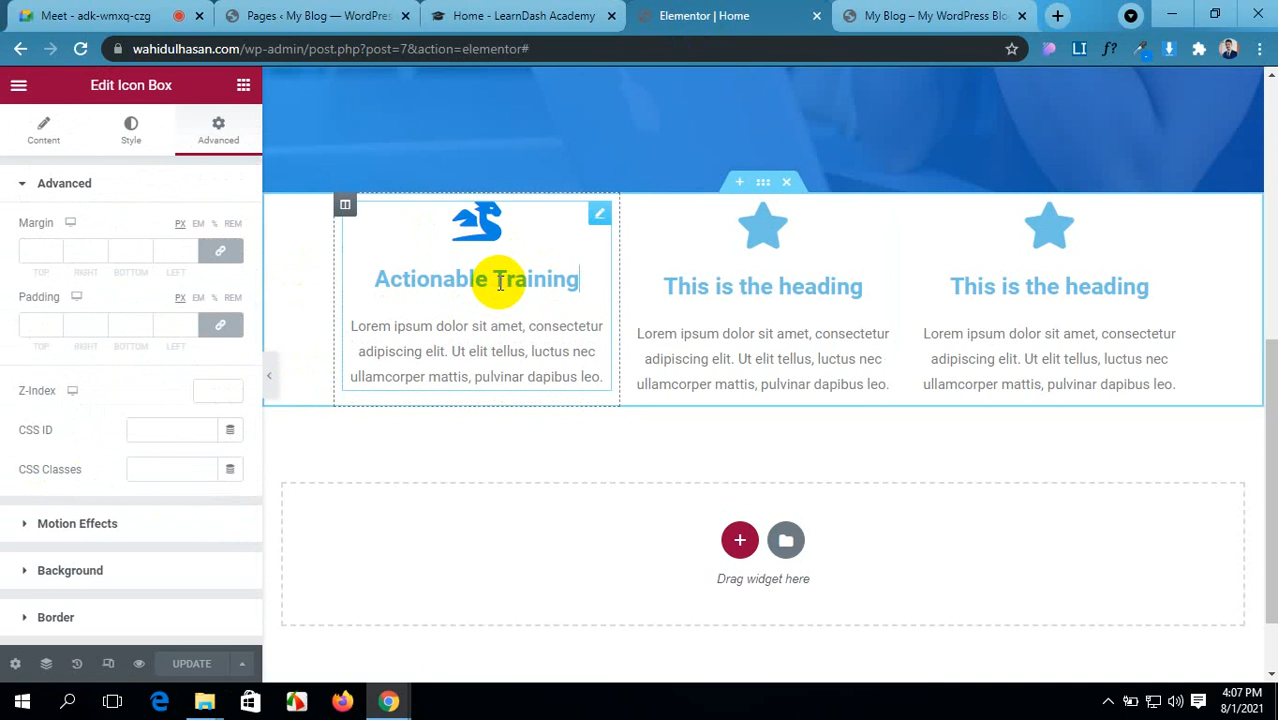 Meet - adk-wmxq-czg
Pages ‹ My Blog — WordPres
Home - LearnDash Academy
Elementor | Home
My Blog – My WordPress Blo
wahidulhasan.com/wp-admin/post.php?post=7&action=elementor#
Edit Icon Box
Content
Style
Advanced
Advanced
Margin
PX EM % REM
TOP RIGHT BOTTOM LEFT
Padding
PX EM % REM
TOP RIGHT BOTTOM LEFT
Z-Index
CSS ID
CSS Classes
Motion Effects
Background
Border
UPDATE
Actionable Training
Lorem ipsum dolor sit amet, consectetur
adipiscing elit. Ut elit tellus, luctus nec
ullamcorper mattis, pulvinar dapibus leo.
This is the heading
Lorem ipsum dolor sit amet, consectetur
adipiscing elit. Ut elit tellus, luctus nec
ullamcorper mattis, pulvinar dapibus leo.
This is the heading
Lorem ipsum dolor sit amet, consectetur
adipiscing elit. Ut elit tellus, luctus nec
ullamcorper mattis, pulvinar dapibus leo.
Drag widget here
4:07 PM
8/1/2021